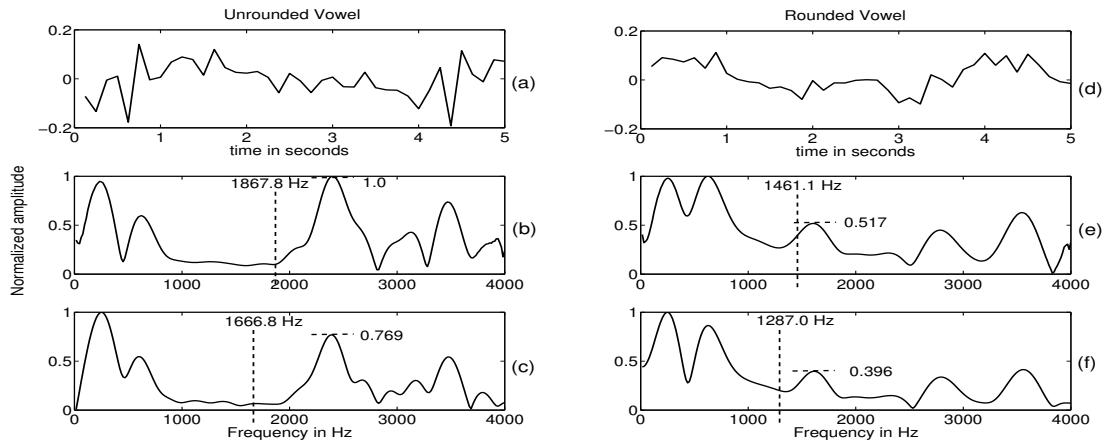 Unrounded Vowel
0.2
0
−0.2
0 1 2 3 4 5
time in seconds
(a)
Normalized amplitude
1
0.5
0
1867.8 Hz
1.0
(b)
0 1000 2000 3000 4000
1
0.5
0
1666.8 Hz
0.769
(c)
0 1000 2000 3000 4000
Frequency in Hz
Rounded Vowel
0.2
0
−0.2
0 1 2 3 4 5
time in seconds
(d)
1
0.5
0
1461.1 Hz
0.517
(e)
0 1000 2000 3000 4000
1
0.5
0
1287.0 Hz
0.396
(f)
0 1000 2000 3000 4000
Frequency in Hz